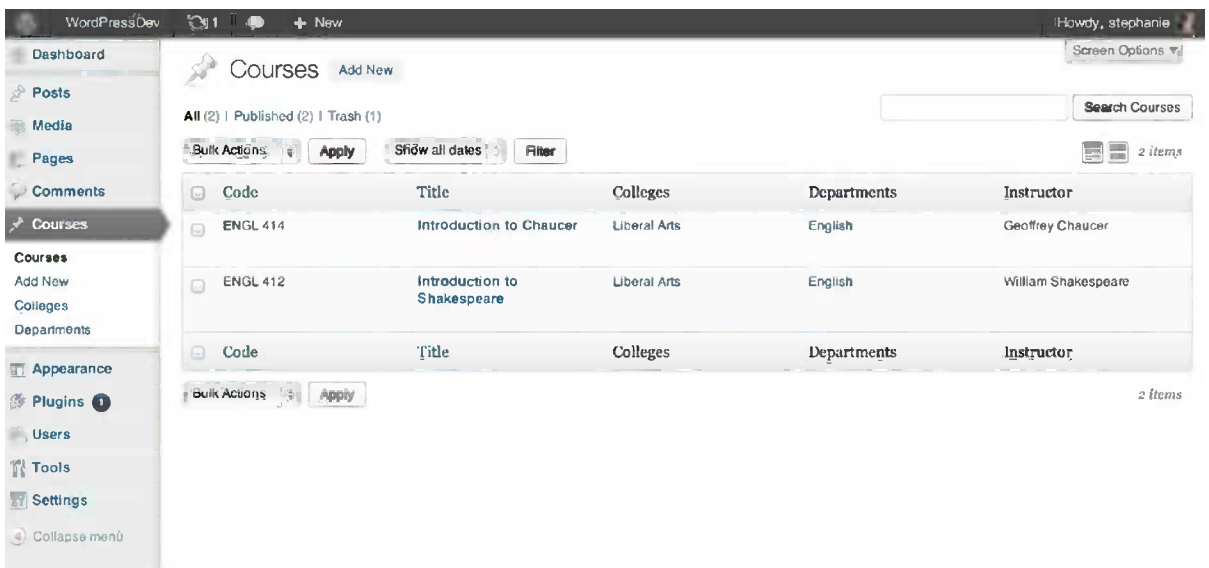 WordPressDev 1 + New Howdy, stephanie
Screen Options
Dashboard
Posts
Media
Pages
Comments
Courses
Courses
Add New
Colleges
Departments
Appearance
Plugins 1
Users
Tools
Settings
Collapse menu
Courses Add New
All (2) | Published (2) | Trash (1)
Search Courses
Bulk Actions Apply Show all dates Filter 2 items
Code Title Colleges Departments Instructor
ENGL 414 Introduction to Chaucer Liberal Arts English Geoffrey Chaucer
ENGL 412 Introduction to Liberal Arts English William Shakespeare
Shakespeare
Code Title Colleges Departments Instructor
Bulk Actions Apply 2 items